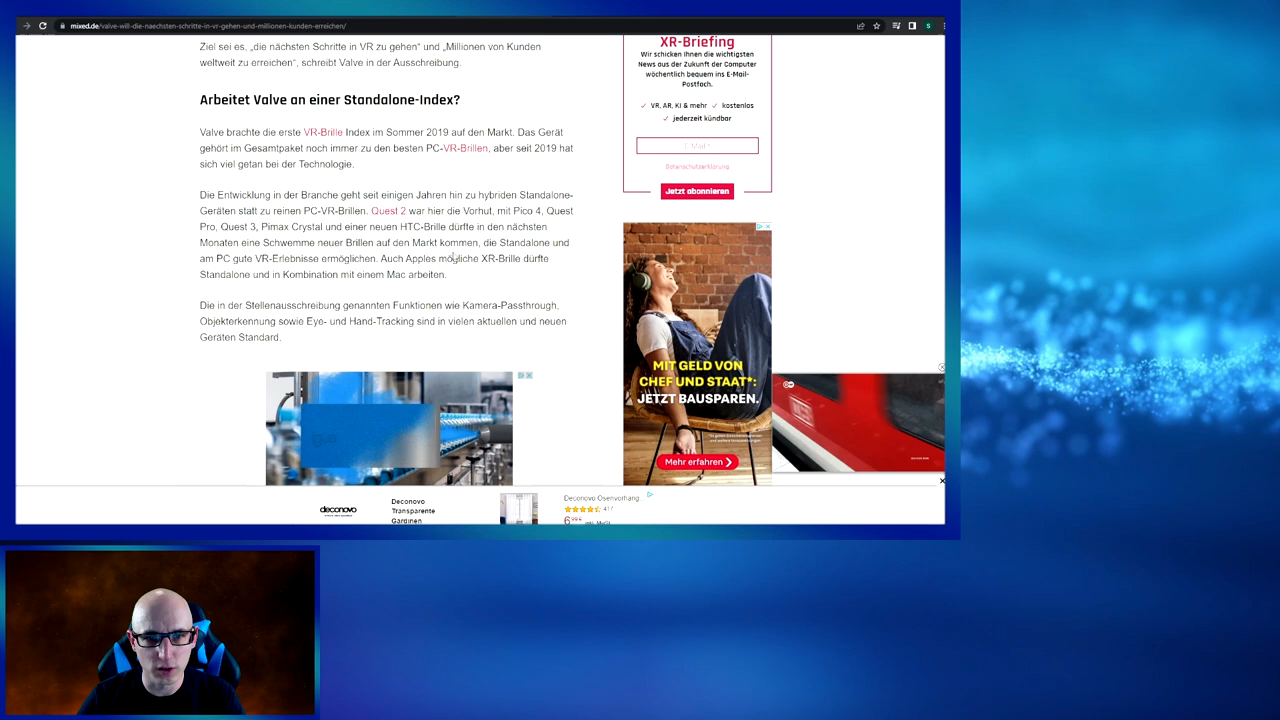 mixed.de/valve-will-die-naechsten-schritte-in-vr-gehen-und-millionen-kunden-erreichen/
S
Ziel sei es, „die nächsten Schritte in VR zu gehen“ und „Millionen von Kunden
weltweit zu erreichen“, schreibt Valve in der Ausschreibung.
Arbeitet Valve an einer Standalone-Index?
Valve brachte die erste VR-Brille Index im Sommer 2019 auf den Markt. Das Gerät
gehört im Gesamtpaket noch immer zu den besten PC-VR-Brillen, aber seit 2019 hat
sich viel getan bei der Technologie.
Die Entwicklung in der Branche geht seit einigen Jahren hin zu hybriden Standalone-
Geräten statt zu reinen PC-VR-Brillen. Quest 2 war hier die Vorhut, mit Pico 4, Quest
Pro, Quest 3, Pimax Crystal und einer neuen HTC-Brille dürfte in den nächsten
Monaten eine Schwemme neuer Brillen auf den Markt kommen, die Standalone und
am PC gute VR-Erlebnisse ermöglichen. Auch Apples mögliche XR-Brille dürfte
Standalone und in Kombination mit einem Mac arbeiten.
Die in der Stellenausschreibung genannten Funktionen wie Kamera-Passthrough,
Objekterkennung sowie Eye- und Hand-Tracking sind in vielen aktuellen und neuen
Geräten Standard.
XR-Briefing
Wir schicken Ihnen die wichtigsten
News aus der Zukunft der Computer
wöchentlich bequem ins E-Mail-
Postfach.
VR, AR, KI & mehr kostenlos
jederzeit kündbar
E-Mail *
Datenschutzerklärung
Jetzt abonnieren
MIT GELD VON
CHEF UND STAAT*:
JETZT BAUSPAREN.
Mehr erfahren
deconovo
Deconovo
Transparente
Gardinen
Deconovo Ösenvorhang
417
6